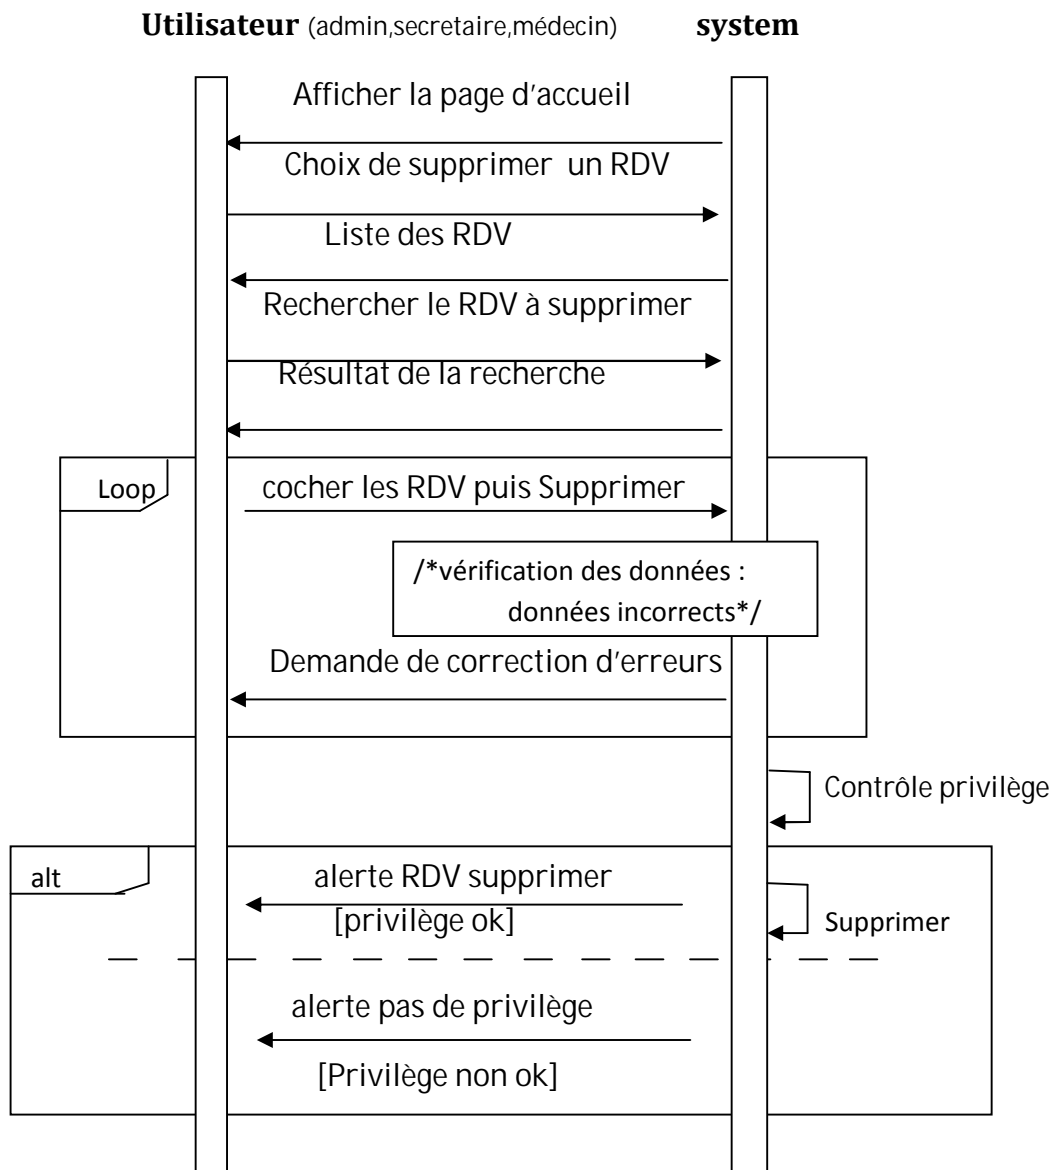 Utilisateur (admin,secretaire,médecin) system
Afficher la page d’accueil
Choix de supprimer un RDV
Liste des RDV
Rechercher le RDV à supprimer
Résultat de la recherche
Loop
cocher les RDV puis Supprimer
/*vérification des données :
données incorrects*/
Demande de correction d’erreurs
Contrôle privilège
alt
alerte RDV supprimer
[privilège ok]
Supprimer
alerte pas de privilège
[Privilège non ok]